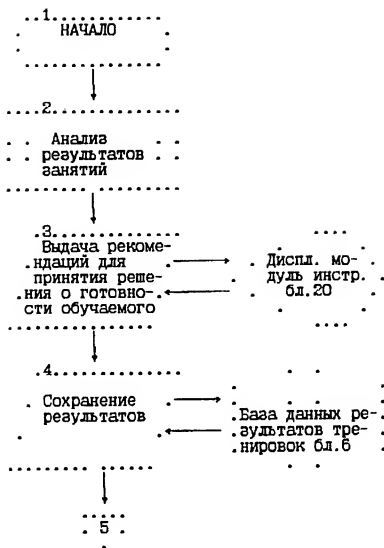 1
НАЧАЛО
2
Анализ
результатов
занятий
3
Выдача рекоме-
ндаций для
принятия реше-
ния о готовно-
сти обучаемого
Диспл. мо-
дуль инстр.
бл.20
4
Сохранение
результатов
База данных ре-
зультатов тре-
нировок бл.6
5